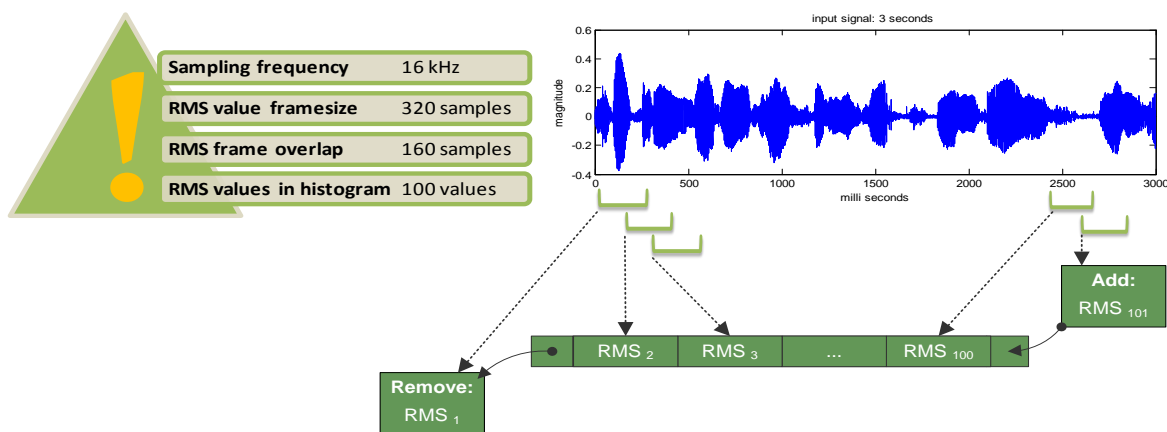 Sampling frequency 16 kHz
RMS value framesize 320 samples
RMS frame overlap 160 samples
RMS values in histogram 100 values
input signal: 3 seconds
magnitude
0.6
0.4
0.2
0
-0.2
-0.4
0 500 1000 1500 2000 2500 3000
milli seconds
Add:
RMS 101
RMS 2 RMS 3 ... RMS 100
Remove:
RMS 1